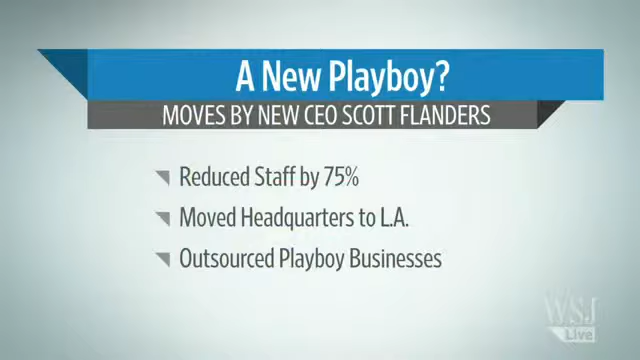 A New Playboy?
MOVES BY NEW CEO SCOTT FLANDERS
Reduced Staff by 75%
Moved Headquarters to L.A.
Outsourced Playboy Businesses
WSJ
Live